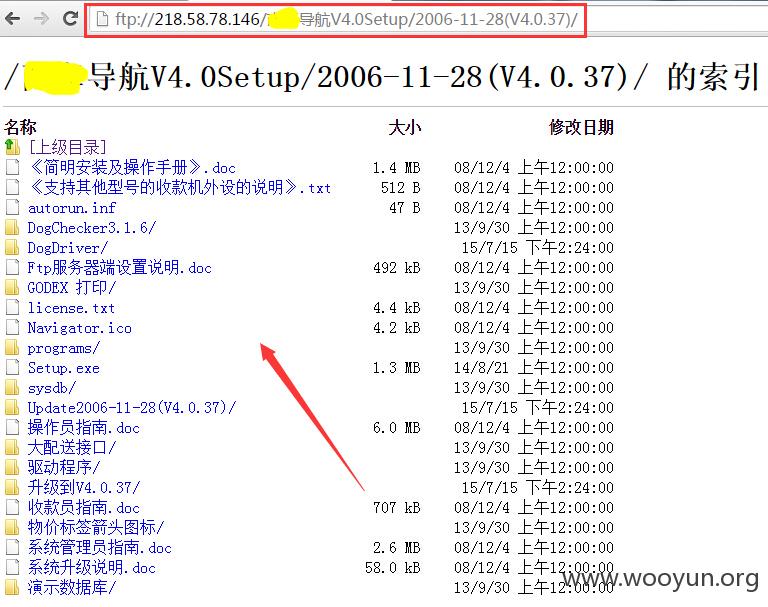 ftp://218.58.78.146/导航V4.0Setup/2006-11-28(V4.0.37)/
/导航V4.0Setup/2006-11-28(V4.0.37)/ 的索引
名称 大小 修改日期
[上级目录]
《简明安装及操作手册》.doc 1.4 MB 08/12/4 上午12:00:00
《支持其他型号的收款机外设的说明》.txt 512 B 08/12/4 上午12:00:00
autorun.inf 47 B 08/12/4 上午12:00:00
DogChecker3.1.6/ 13/9/30 上午12:00:00
DogDriver/ 15/7/15 下午2:24:00
Ftp服务器端设置说明.doc 492 kB 08/12/4 上午12:00:00
GODEX 打印/ 13/9/30 上午12:00:00
license.txt 4.4 kB 08/12/4 上午12:00:00
Navigator.ico 4.2 kB 08/12/4 上午12:00:00
programs/ 13/9/30 上午12:00:00
Setup.exe 1.3 MB 14/8/21 上午12:00:00
sysdb/ 13/9/30 上午12:00:00
Update2006-11-28(V4.0.37)/ 15/7/15 下午2:24:00
操作员指南.doc 6.0 MB 08/12/4 上午12:00:00
大配送接口/ 13/9/30 上午12:00:00
驱动程序/ 13/9/30 上午12:00:00
升级到V4.0.37/ 15/7/15 下午2:24:00
收款员指南.doc 707 kB 08/12/4 上午12:00:00
物价标签箭头图标/ 13/9/30 上午12:00:00
系统管理员指南.doc 2.6 MB 08/12/4 上午12:00:00
系统升级说明.doc 58.0 kB 08/12/4 上午12:00:00
演示数据库/ 13/9/30 上午12:00:00
www.wooyun.org